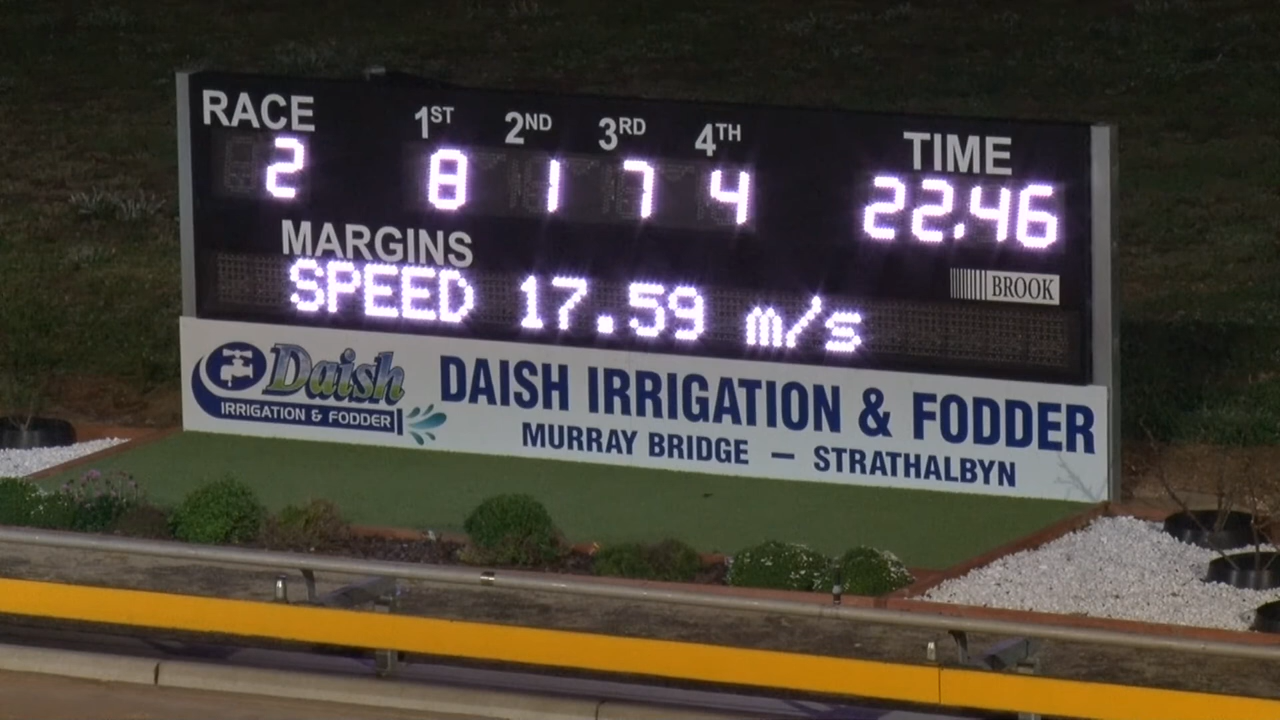 RACE 1ST 2ND 3RD 4TH TIME
2 8 1 7 4 22.46
MARGINS
BROOK
SPEED 17.59 m/s
Daish
IRRIGATION & FODDER
DAISH IRRIGATION & FODDER
MURRAY BRIDGE — STRATHALBYN